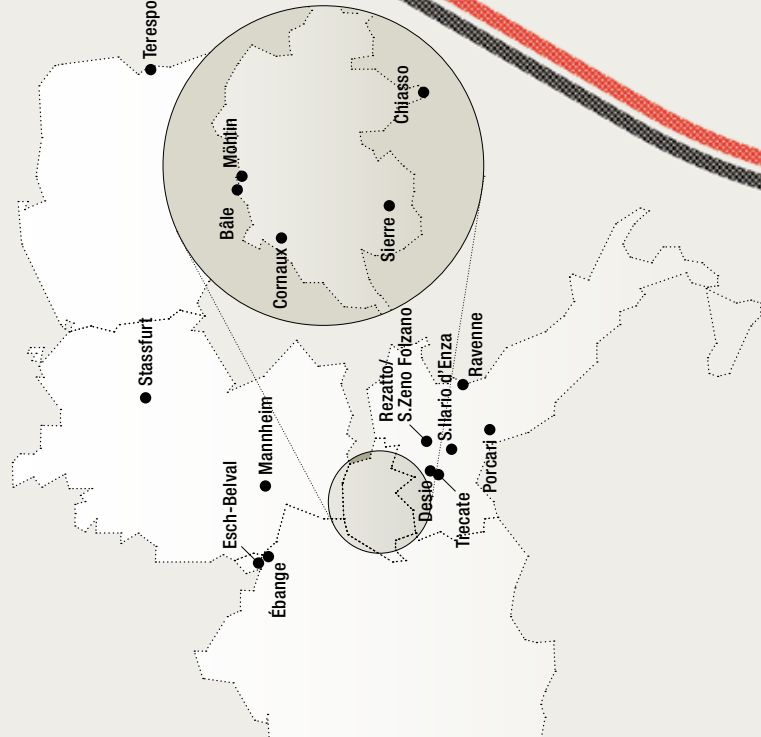 Terespo
Möhlin
Bâle
Cornaux
Chiasso
Sierre
Stassfurt
Mannheim
Esch-Belval
Ébange
Rezatto/
S.Zeno Folzano
S.Ilario d'Enza
Ravenne
Desio
Trecate
Porcari